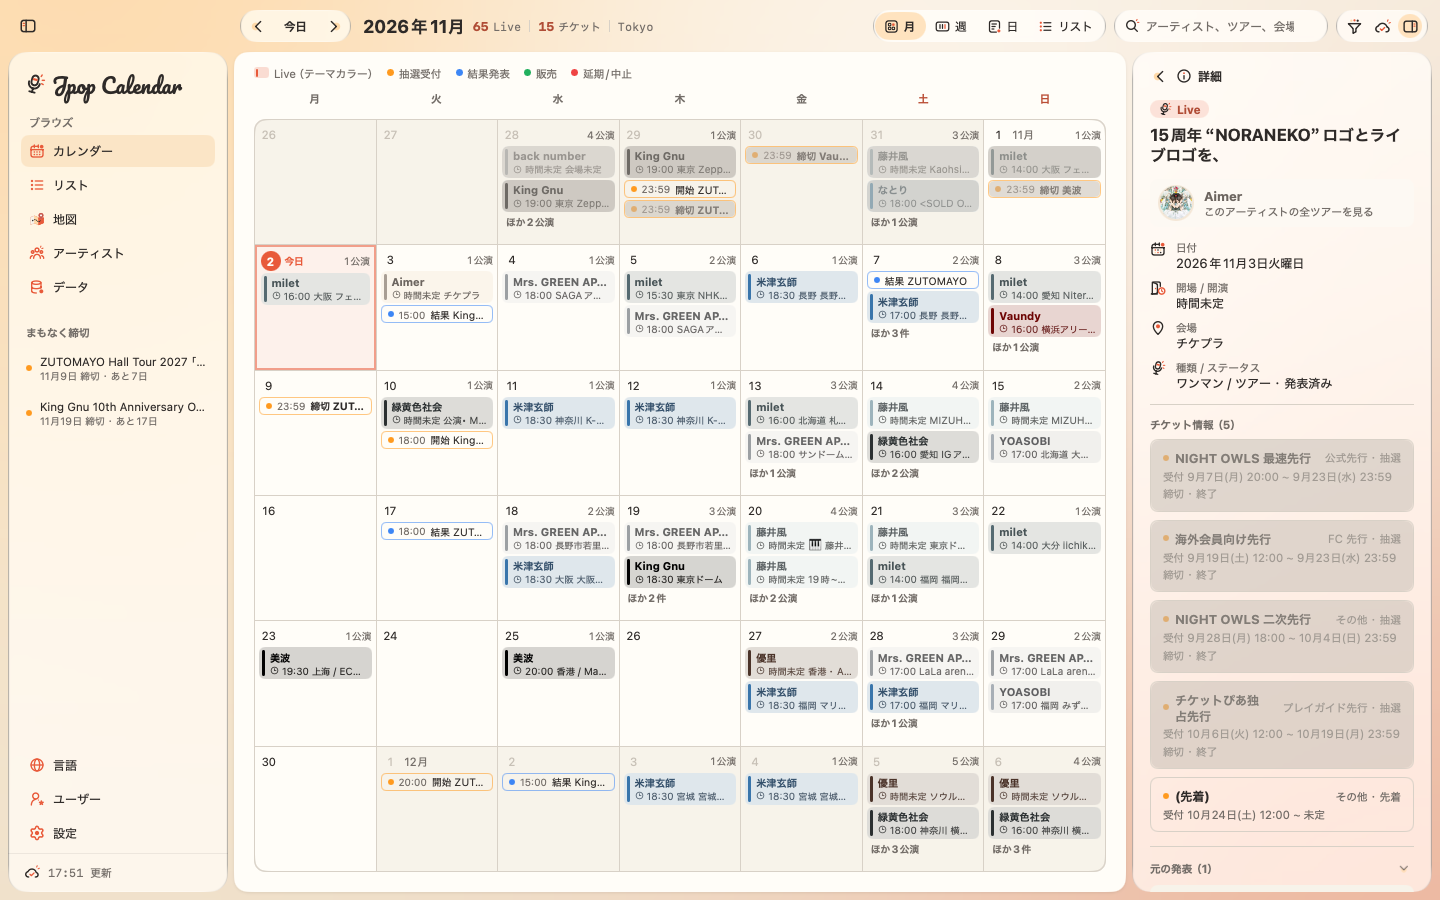 今日
2026年11月
65 Live
15 チケット
Tokyo
月
週
日
リスト
アーティスト、ツアー、会場
Jpop Calendar
ブラウズ
カレンダー
リスト
地図
アーティスト
データ
まもなく締切
ZUTOMAYO Hall Tour 2027「...
11月9日 締切・あと7日
King Gnu 10th Anniversary O...
11月19日 締切・あと17日
言語
ユーザー
設定
17:51 更新
Live (テーマカラー)
抽選受付
結果発表
販売
延期/中止
月 火 水 木 金 土 日
26
27
28 4公演
back number
時間未定 会場未定
King Gnu
19:00 東京 Zepp...
ほか2公演
29 1公演
King Gnu
19:00 東京 Zepp...
23:59 開始 ZUT...
23:59 締切 ZUT...
30
23:59 締切 Vau...
31 3公演
藤井風
時間未定 Kaohsi...
なとり
18:00 <SOLD O...
ほか1公演
1 11月 1公演
milet
14:00 大阪 フェ...
23:59 締切 美波
2 今日 1公演
milet
16:00 大阪 フェ...
3 1公演
Aimer
時間未定 チケプラ
15:00 結果 King...
4 1公演
Mrs. GREEN AP...
18:00 SAGAア...
5 2公演
milet
15:30 東京 NHK...
Mrs. GREEN AP...
18:00 SAGAア...
6 1公演
米津玄師
18:30 長野 長野...
7 2公演
結果 ZUTOMAYO
米津玄師
17:00 長野 長野...
ほか3件
8 3公演
milet
14:00 愛知 Niter...
Vaundy
16:00 横浜アリー...
ほか1公演
9
23:59 締切 ZUT...
10 1公演
緑黄色社会
時間未定 公演• M...
18:00 開始 King...
11 1公演
米津玄師
18:30 神奈川 K-...
12 1公演
米津玄師
18:30 神奈川 K-...
13 3公演
milet
16:00 北海道 札...
Mrs. GREEN AP...
18:00 サンドーム...
ほか1公演
14 4公演
藤井風
時間未定 MIZUH...
緑黄色社会
16:00 愛知 IGア...
ほか2公演
15 2公演
藤井風
時間未定 MIZUH...
YOASOBI
17:00 北海道 大...
16
17
18:00 結果 ZUT...
18 2公演
Mrs. GREEN AP...
18:00 長野市若里...
米津玄師
18:30 大阪 大阪...
19 3公演
Mrs. GREEN AP...
18:00 長野市若里...
King Gnu
18:30 東京ドーム
ほか2件
20 4公演
藤井風
時間未定 🎹 藤井...
藤井風
時間未定 19時~...
ほか2公演
21 3公演
藤井風
時間未定 東京ド...
milet
14:00 福岡 福岡...
ほか1公演
22 1公演
milet
14:00 大分 iichik...
23 1公演
美波
19:30 上海 / EC...
24
25 1公演
美波
20:00 香港 / Ma...
26
27 2公演
優里
時間未定 香港・A...
米津玄師
18:30 福岡 マリ...
28 3公演
Mrs. GREEN AP...
17:00 LaLa aren...
米津玄師
17:00 福岡 マリ...
ほか1公演
29 2公演
Mrs. GREEN AP...
17:00 LaLa aren...
YOASOBI
17:00 福岡 みず...
30
1 12月
20:00 開始 ZUT...
2
15:00 結果 King...
3 1公演
米津玄師
18:30 宮城 宮城...
4 1公演
米津玄師
18:30 宮城 宮城...
5 5公演
優里
時間未定 ソウル...
緑黄色社会
18:00 神奈川 横...
ほか3公演
6 4公演
優里
時間未定 ソウル...
緑黄色社会
16:00 神奈川 横...
ほか3件
詳細
Live
15周年 “NORANEKO” ロゴとライ
ブロゴを、
Aimer
このアーティストの全ツアーを見る
日付
2026年11月3日火曜日
開場 / 開演
時間未定
会場
チケプラ
種類 / ステータス
ワンマン / ツアー・発表済み
チケット情報 (5)
NIGHT OWLS 最速先行 公式先行・抽選
受付 9月7日(月) 20:00 ~ 9月23日(水) 23:59
締切・終了
海外会員向け先行 FC 先行・抽選
受付 9月19日(土) 12:00 ~ 9月23日(水) 23:59
締切・終了
NIGHT OWLS 二次先行 その他・抽選
受付 9月28日(月) 18:00 ~ 10月4日(日) 23:59
締切・終了
チケットぴあ独
占先行 プレイガイド先行・抽選
受付 10月6日(火) 12:00 ~ 10月19日(月) 23:59
締切・終了
(先着) その他・先着
受付 10月24日(土) 12:00 ~ 未定
元の発表 (1)